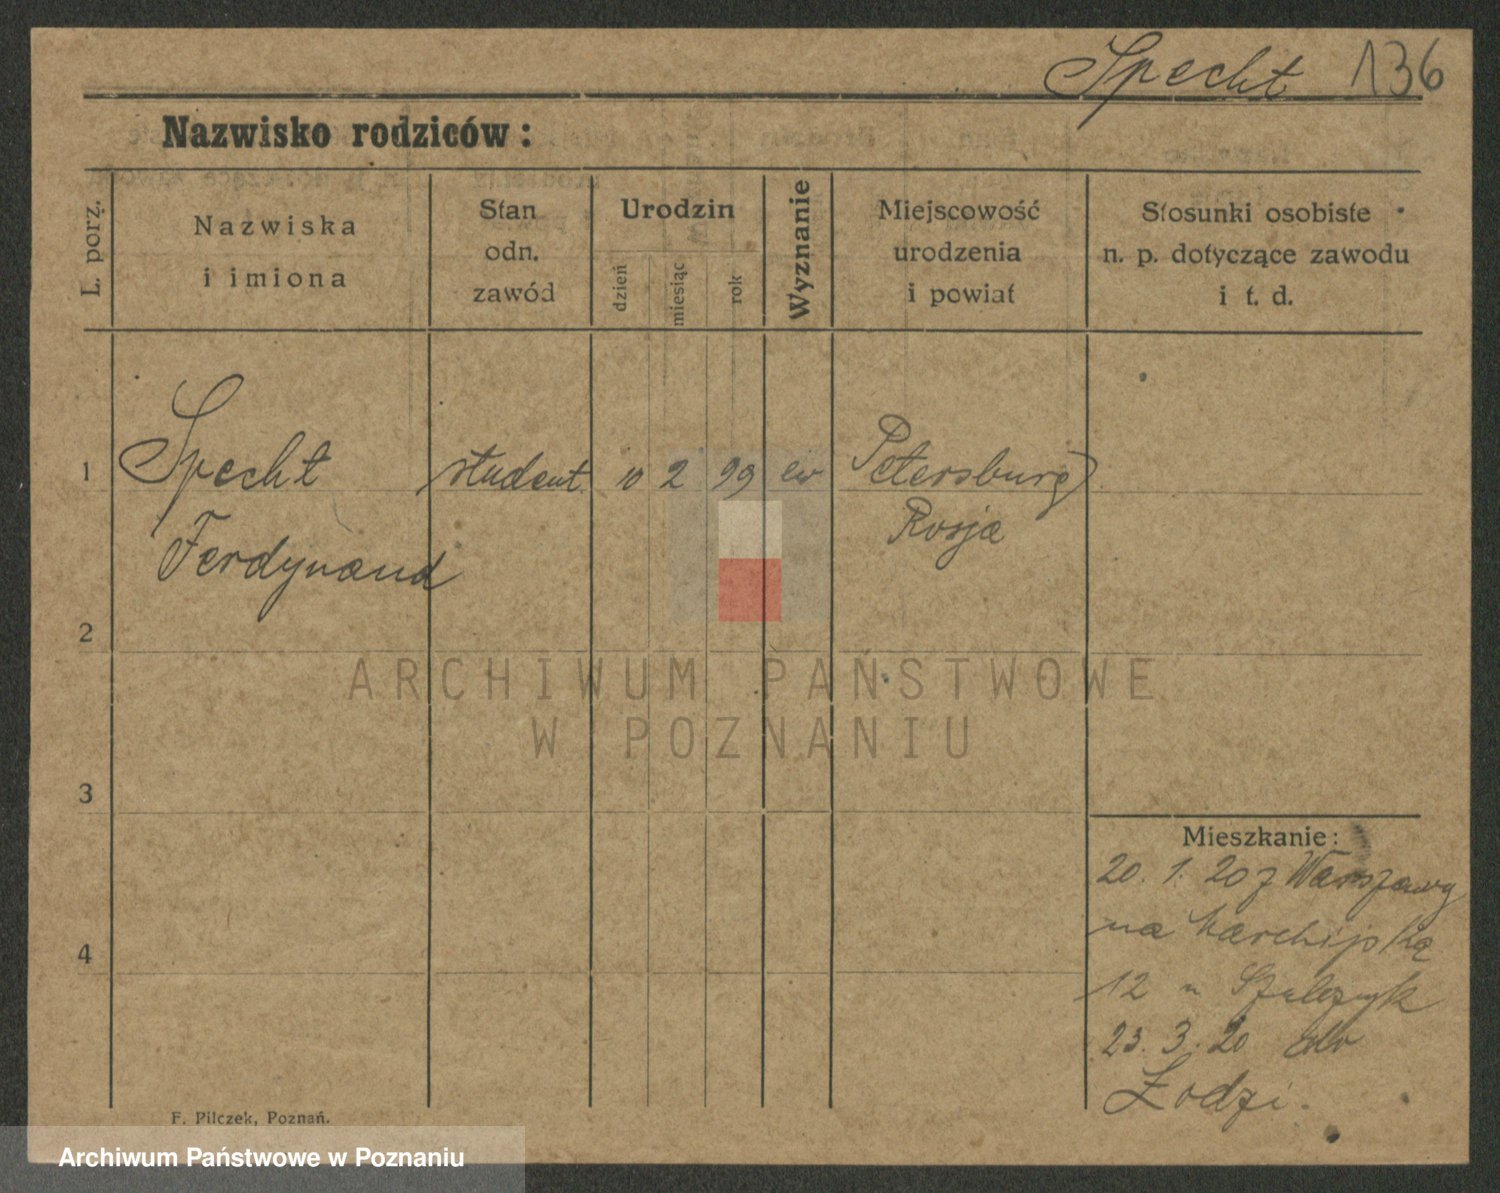 Specht 136
Nazwisko rodziców:
L. porz.
Nazwiska
i imiona
Stan
odn.
zawód
Urodzin
dzień
miesiąc
rok
Wyznanie
Miejscowość
urodzenia
i powiat
Stosunki osobiste
n. p. dotyczące zawodu
i t. d.
1
Specht student 10 2 99 ew Petersburg
Ferdynand Rosja
2
3
4
Mieszkanie:
20. 1. 20 z Warszawy
na
12 u
23. 3. 20 do
Łodzi.
F. Pilczek, Poznań.
ARCHIWUM PAŃSTWOWE
W POZNANIU
Archiwum Państwowe w Poznaniu